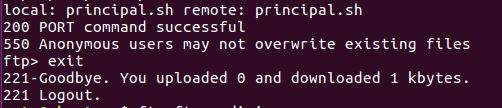 local: principal.sh remote: principal.sh
200 PORT command successful
550 Anonymous users may not overwrite existing files
ftp> exit
221-Goodbye. You uploaded 0 and downloaded 1 kbytes.
221 Logout.